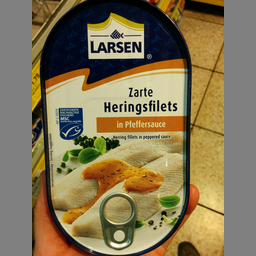 LARSEN
Zarte
Heringsfilets
in Pfeffersauce
Herring fillets in peppered sauce
MSC